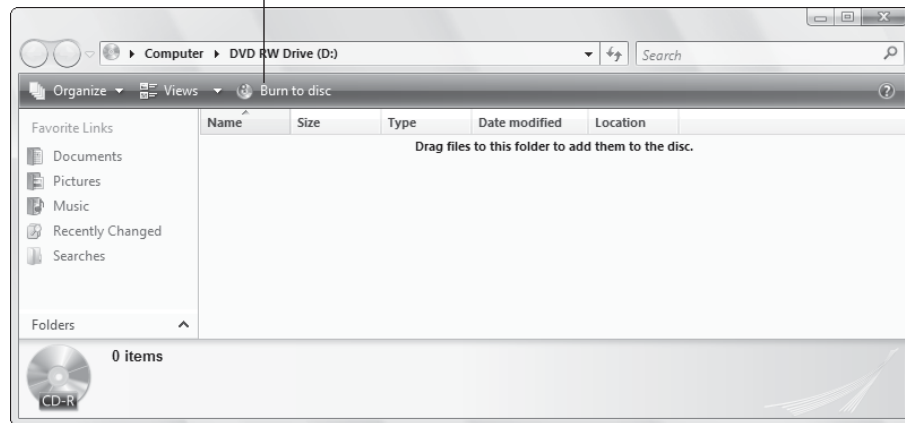 Computer DVD RW Drive (D:) Search
Organize Views Burn to disc
Favorite Links
Documents
Pictures
Music
Recently Changed
Searches
Folders
Name Size Type Date modified Location
Drag files to this folder to add them to the disc.
0 items
CD-R